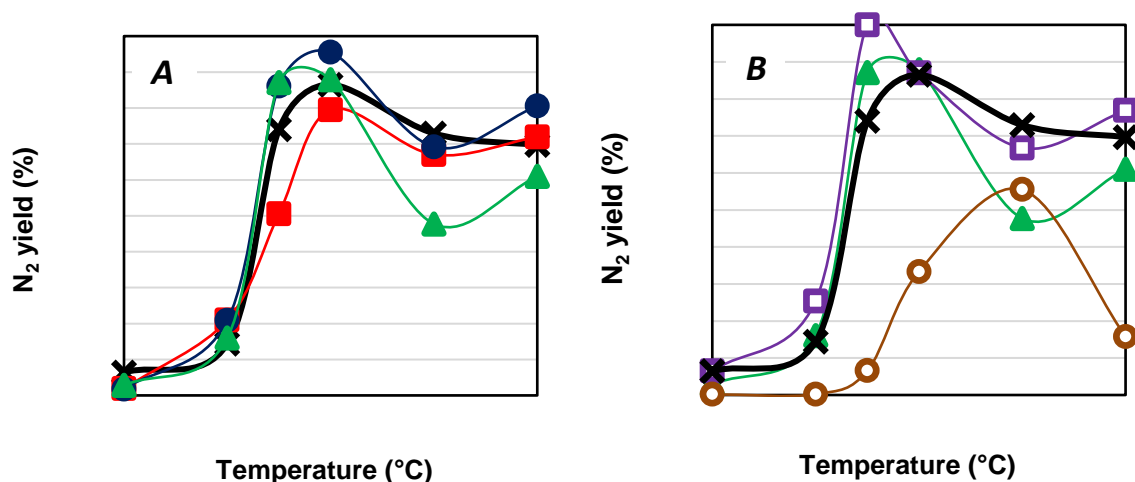 A
N₂ yield (%)
Temperature (°C)
B
N₂ yield (%)
Temperature (°C)